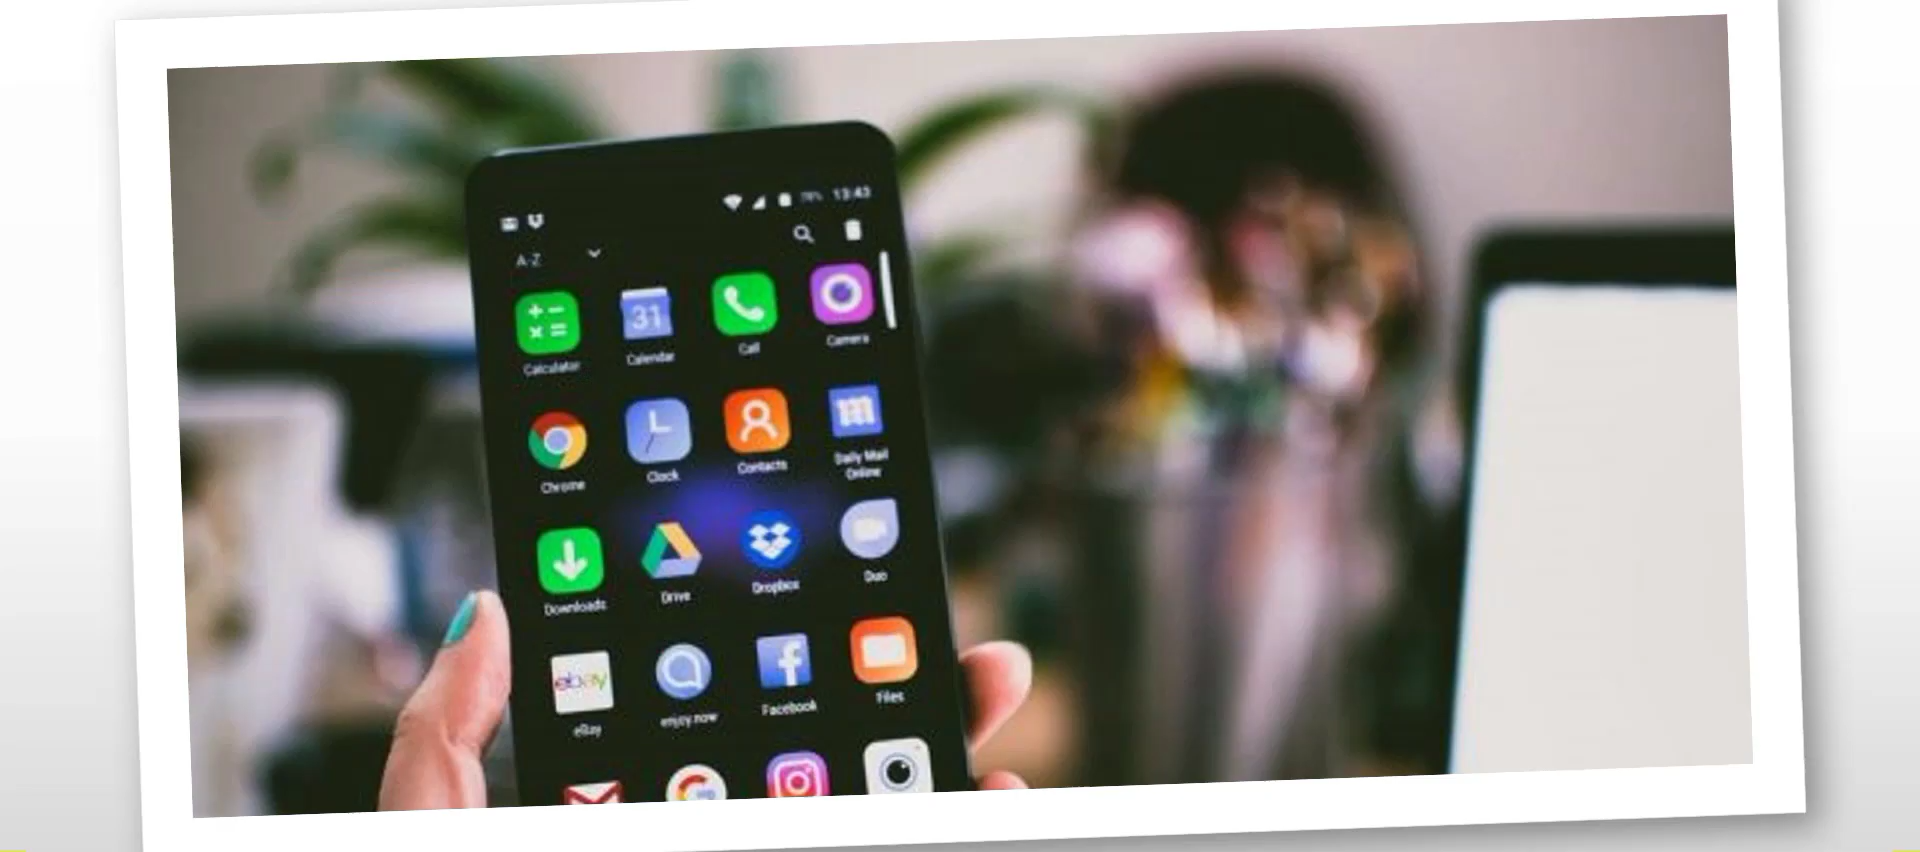 78% 13:43
A-Z
31
Calculator Calendar Call Camera
Chrome Clock Contacts Daily Mail
Online
Downloads Drive Dropbox Duo
ebay
eBay enjoy.now Facebook Files